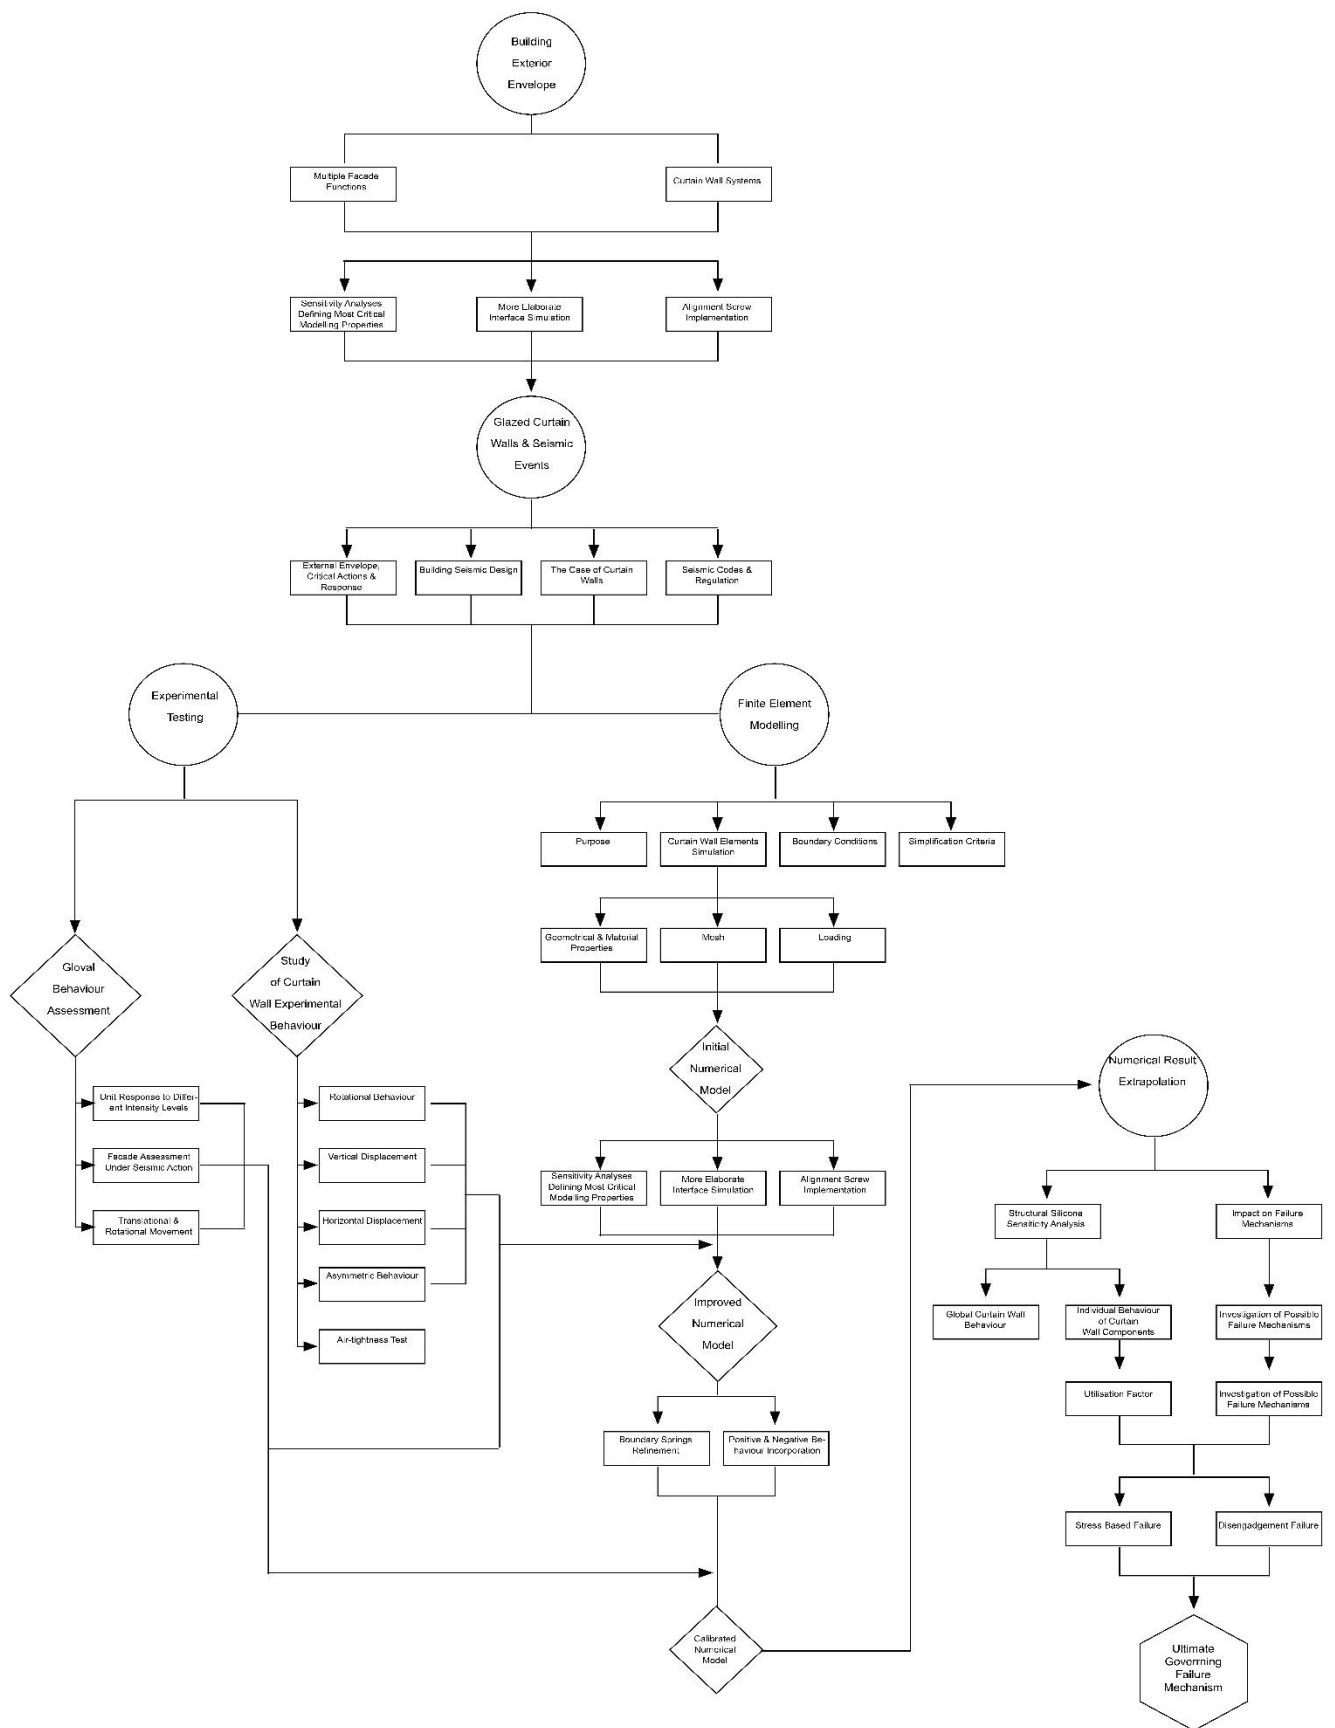 Building
Exterior
Envelope
Multiple Facade
Functions
Curtain Wall Systems
Sensitivity Analyses
Defining Most Critical
Modelling Properties
More Elaborate
Interface Simulation
Alignment Screw
Implementation
Glazed Curtain
Walls & Seismic
Events
External Envelope,
Critical Actions &
Response
Building Seismic Design
The Case of Curtain
Walls
Seismic Codes &
Regulation
Experimental
Testing
Finite Element
Modelling
Purpose
Curtain Wall Elements
Simulation
Boundary Conditions
Simplification Criteria
Geometrical & Material
Properties
Mesh
Loading
Gloval
Behaviour
Assessment
Study
of Curtain
Wall Experimental
Behaviour
Initial
Numerical
Model
Numerical Result
Extrapolation
Unit Response to Differ-
ent Intensity Levels
Facade Assessment
Under Seismic Action
Translational &
Rotational Movement
Rotational Behaviour
Vertical Displacement
Horizontal Displacement
Asymmetric Behaviour
Air-tightness Test
Sensitivity Analyses
Defining Most Critical
Modelling Properties
More Elaborate
Interface Simulation
Alignment Screw
Implementation
Improved
Numerical
Model
Boundary Springs
Refinement
Positive & Negative Be-
haviour Incorporation
Calibrated
Numorical
Model
Structural Silicone
Sensitivity Analysis
Impact on Failure
Mechanisms
Global Curtain Wall
Behaviour
Individual Behaviour
of Curtain
Wall Components
Investigation of Possible
Failure Mechanisms
Utilisation Factor
Investigation of Possible
Failure Mechanisms
Stress Based Failure
Disengadgement Failure
Ultimate
Governing
Failure
Mechanism